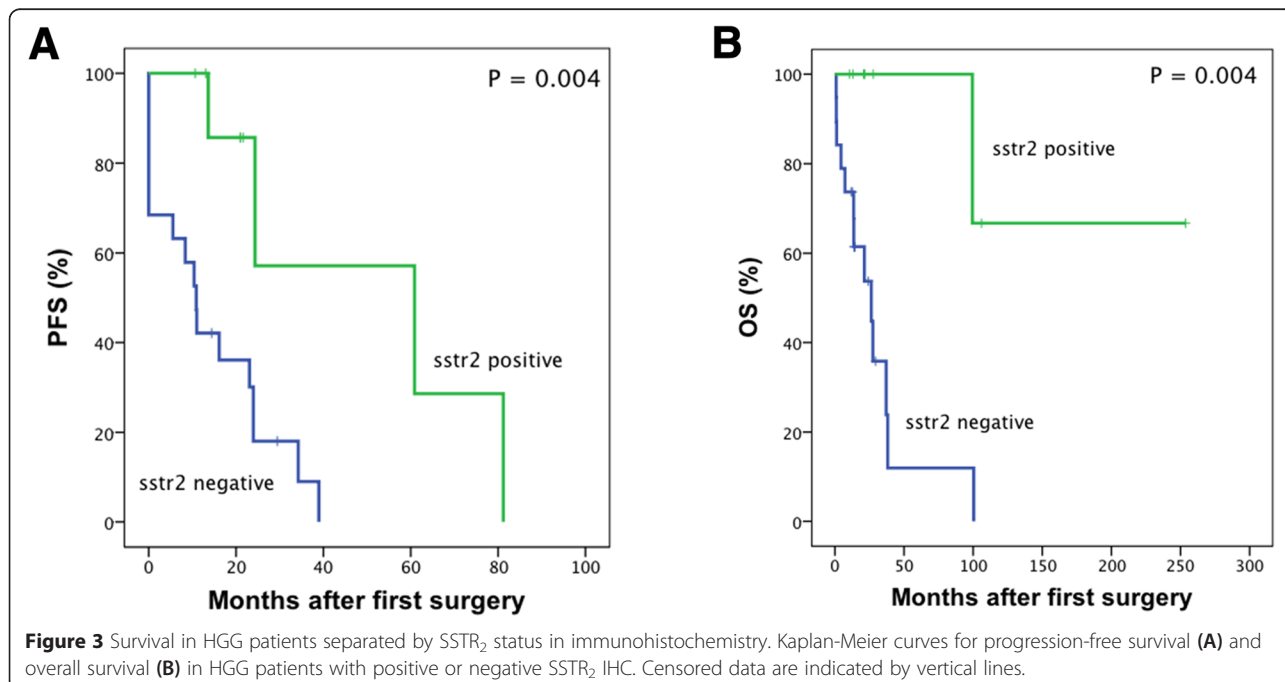 A
P = 0.004
PFS (%)
100
80
60
40
20
0
sstr2 positive
sstr2 negative
0 20 40 60 80 100
Months after first surgery
B
P = 0.004
OS (%)
100
80
60
40
20
0
sstr2 positive
sstr2 negative
0 50 100 150 200 250 300
Months after first surgery
Figure 3 Survival in HGG patients separated by SSTR₂ status in immunohistochemistry. Kaplan-Meier curves for progression-free survival (A) and
overall survival (B) in HGG patients with positive or negative SSTR₂ IHC. Censored data are indicated by vertical lines.